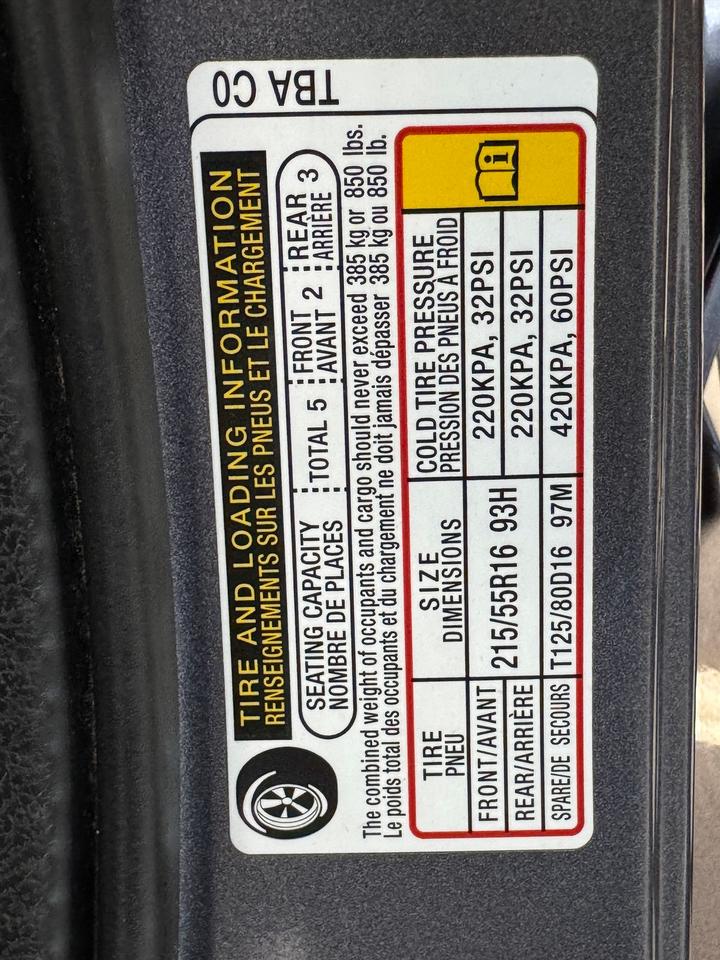 TBA C0
TIRE AND LOADING INFORMATION
RENSEIGNEMENTS SUR LES PNEUS ET LE CHARGEMENT
SEATING CAPACITY TOTAL 5 FRONT 2 REAR 3
NOMBRE DE PLACES AVANT ARRIÈRE
The combined weight of occupants and cargo should never exceed 385 kg or 850 lbs.
Le poids total des occupants et du chargement ne doit jamais dépasser 385 kg ou 850 lb.
TIRE SIZE COLD TIRE PRESSURE
PNEU DIMENSIONS PRESSION DES PNEUS À FROID
FRONT/AVANT 215/55R16 93H 220KPA, 32PSI
REAR/ARRIÈRE 220KPA, 32PSI
SPARE/DE SECOURS T125/80D16 97M 420KPA, 60PSI